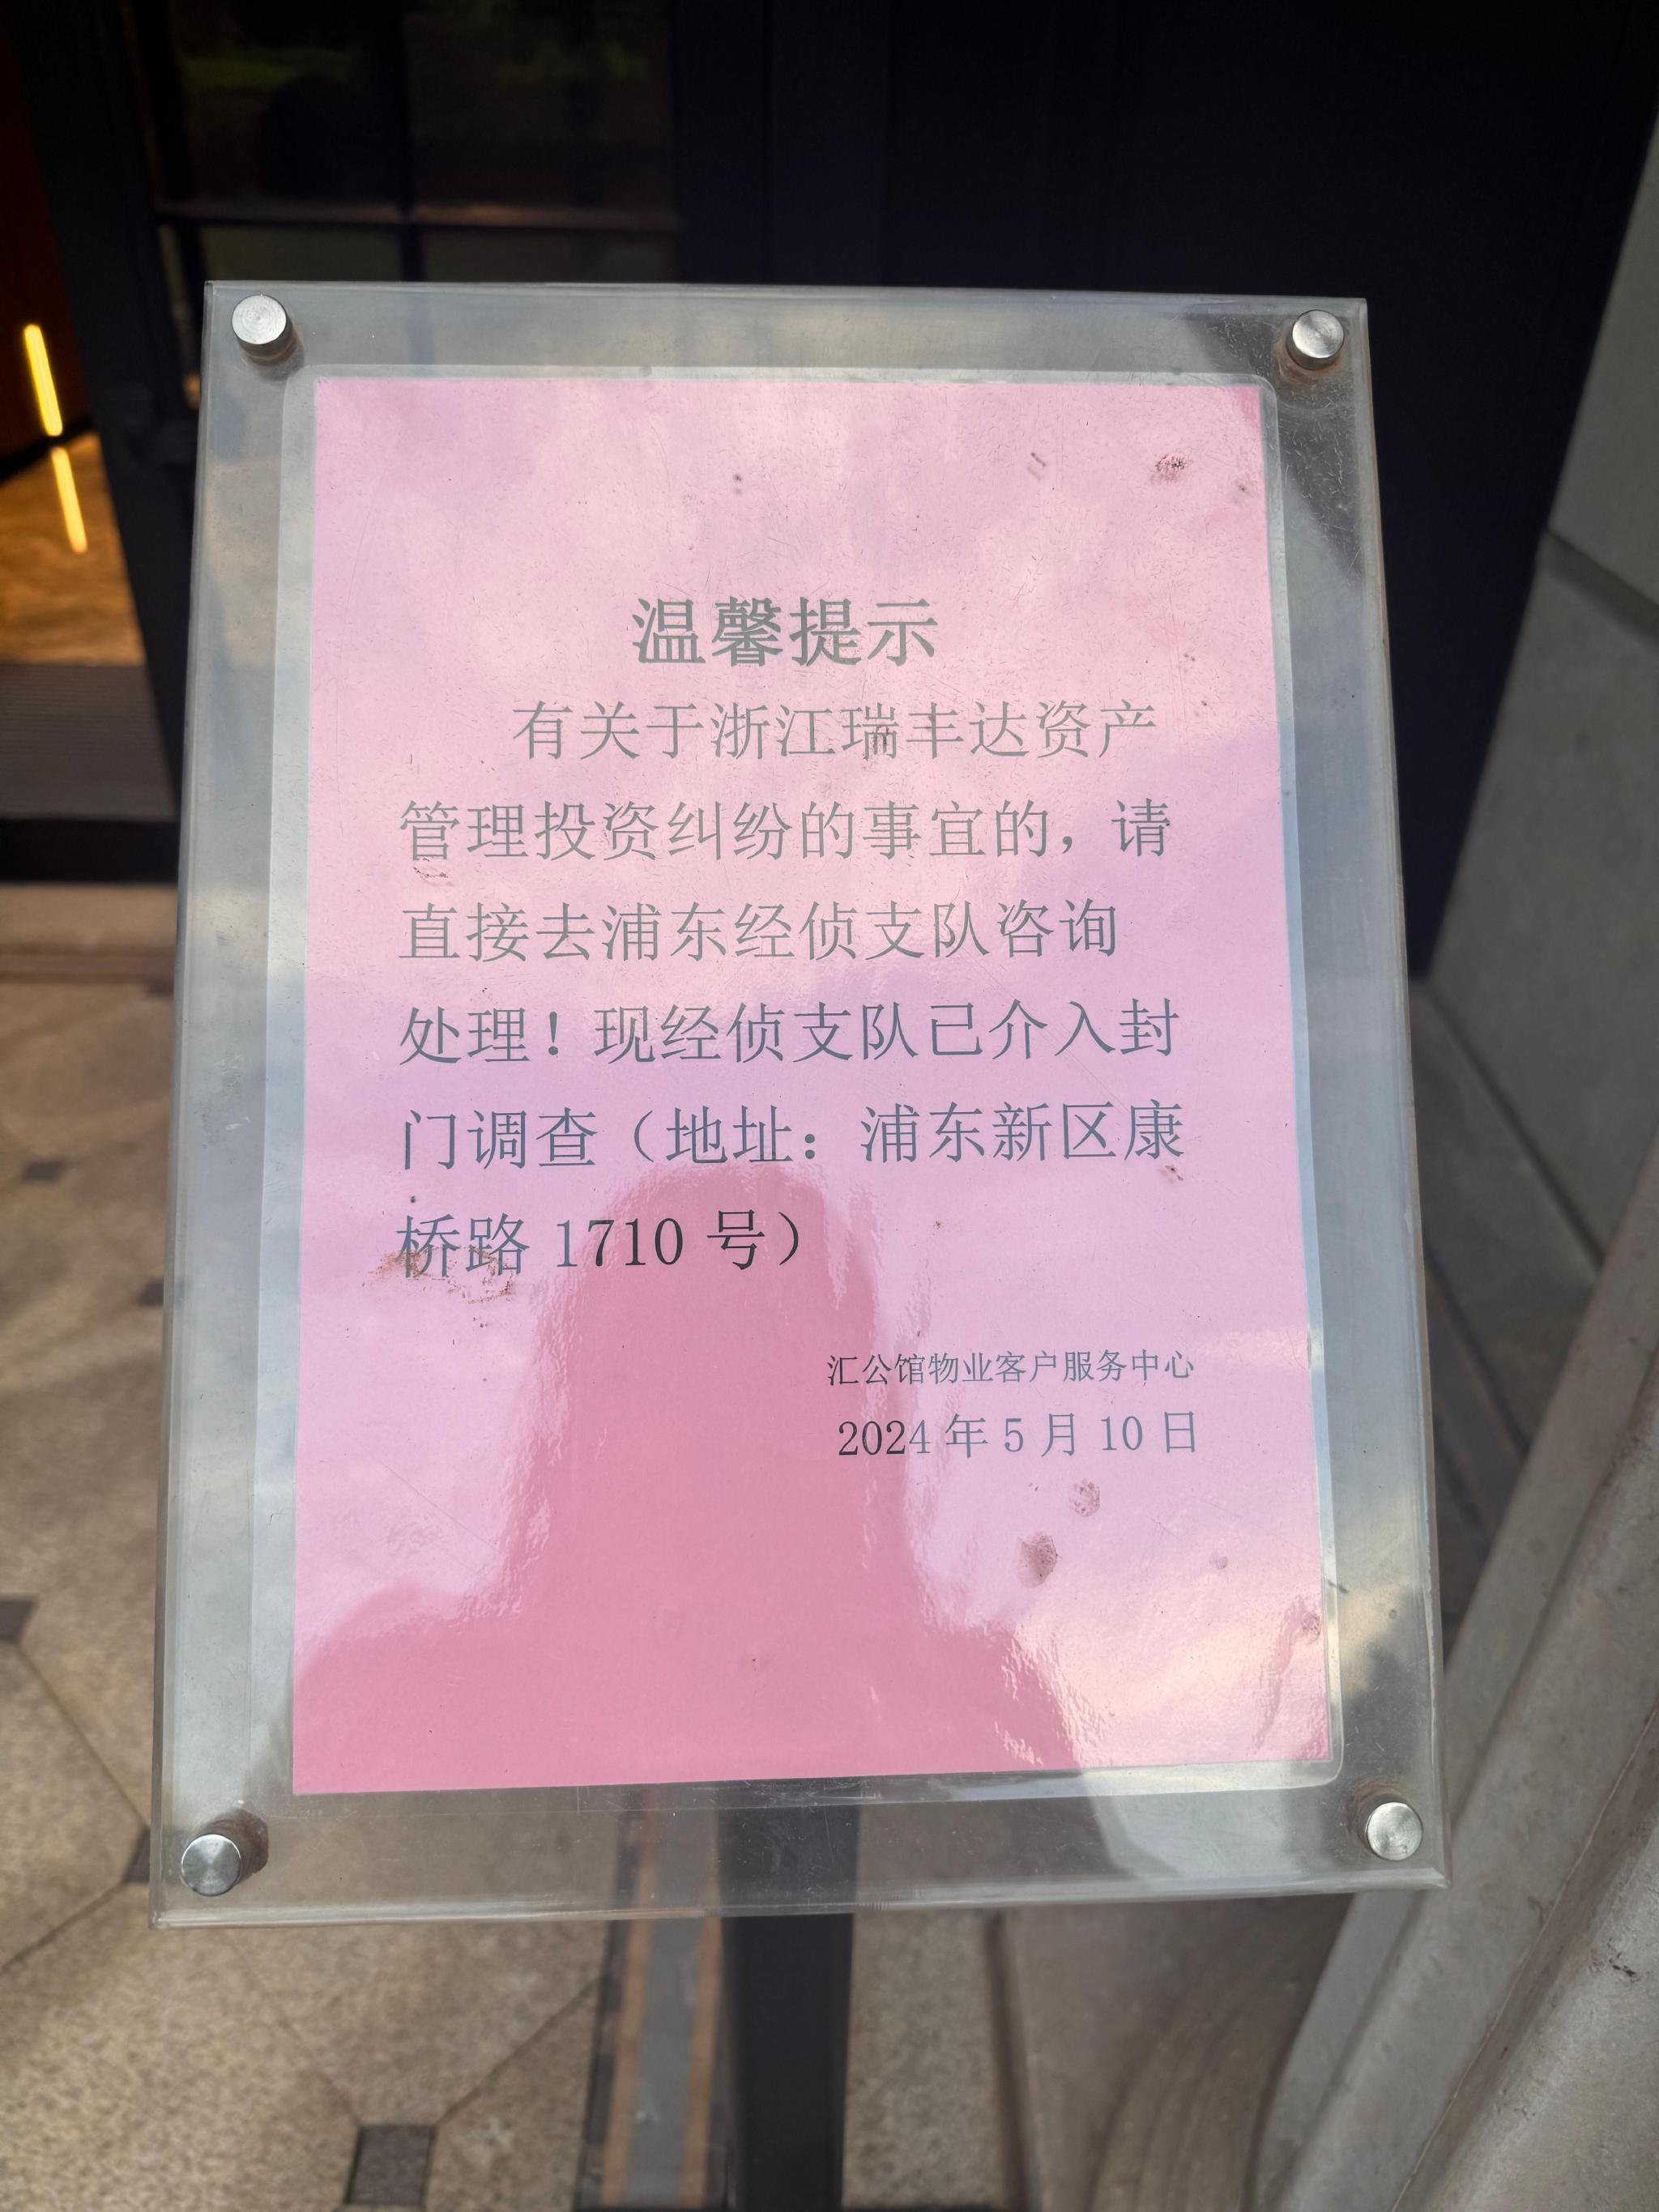 温馨提示
有关于浙江瑞丰达资产
管理投资纠纷的事宜的，请
直接去浦东经侦支队咨询
处理！现经侦支队已介入封
门调查（地址：浦东新区康
桥路 1710 号）
汇公馆物业客户服务中心
2024 年 5 月 10 日